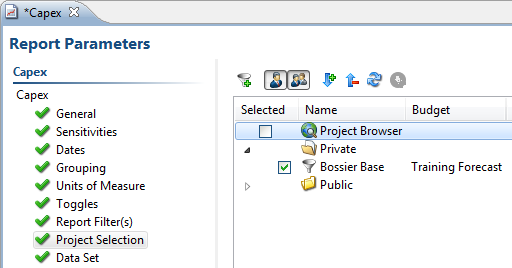 *Capex
Report Parameters
Capex
Capex
General
Sensitivities
Dates
Grouping
Units of Measure
Toggles
Report Filter(s)
Project Selection
Data Set
Selected Name Budget
Project Browser
Private
Bossier Base Training Forecast
Public